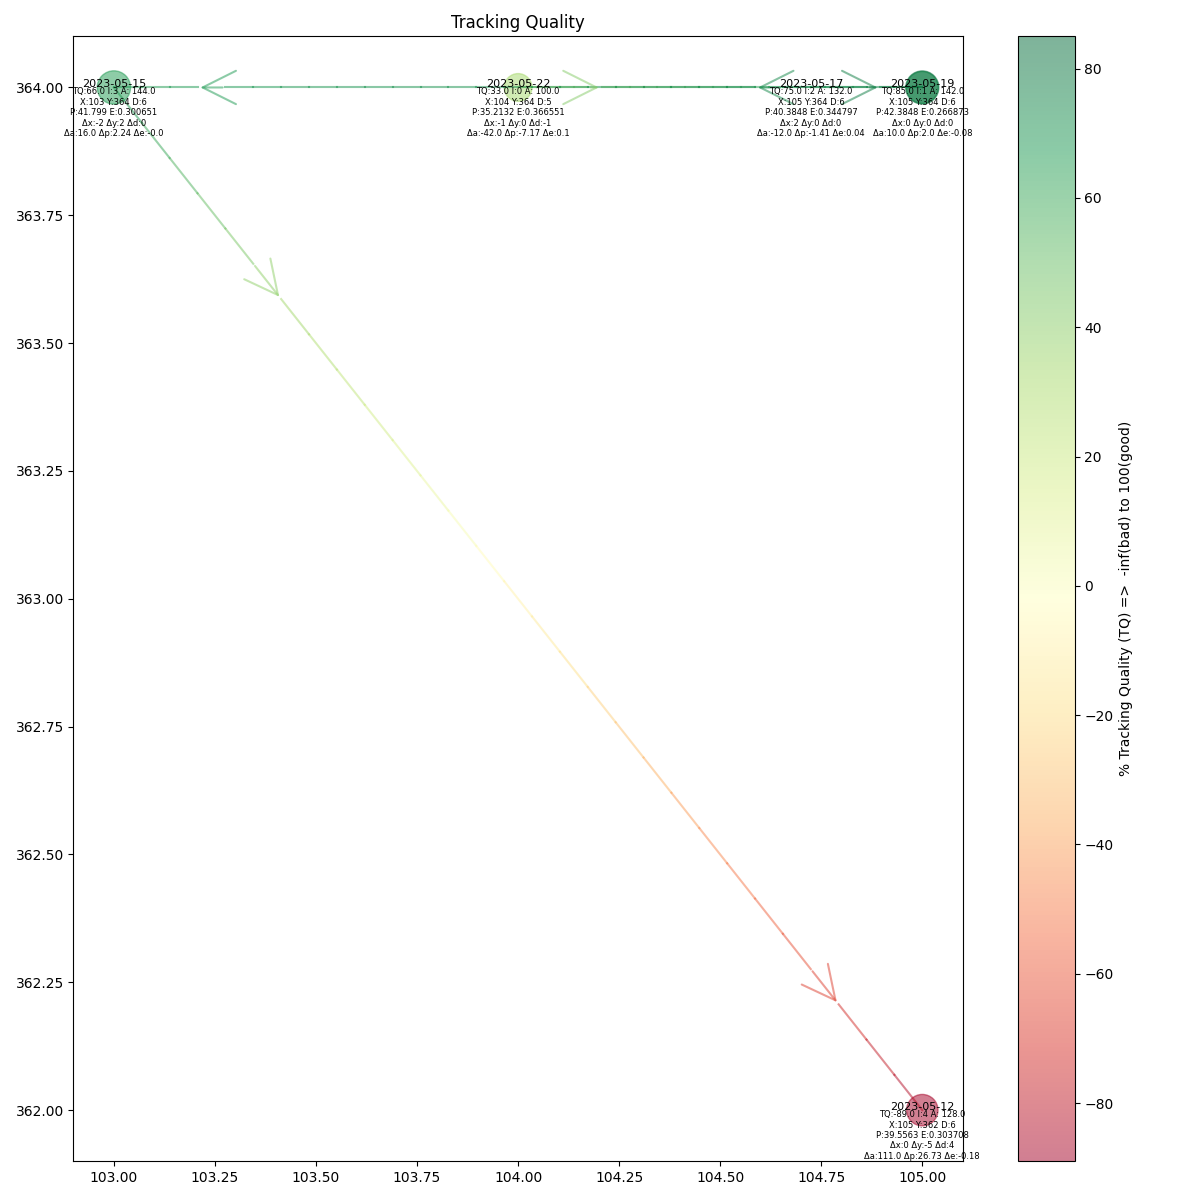 Tracking Quality
2023-05-15
TQ:66.0 I:3 A: 144.0
X:103 Y:364 D:6
P:41.799 E:0.300651
Δx:-2 Δy:2 Δd:0
Δa:16.0 Δp:2.24 Δe:-0.0
2023-05-22
TQ:33.0 I:0 A: 100.0
X:104 Y:364 D:5
P:35.2132 E:0.366551
Δx:-1 Δy:0 Δd:-1
Δa:-42.0 Δp:-7.17 Δe:0.1
2023-05-17
TQ:75.0 I:2 A: 132.0
X:105 Y:364 D:6
P:40.3848 E:0.344797
Δx:2 Δy:0 Δd:0
Δa:-12.0 Δp:-1.41 Δe:0.04
2023-05-19
TQ:85.0 I:1 A: 142.0
X:105 Y:364 D:6
P:42.3848 E:0.266873
Δx:0 Δy:0 Δd:0
Δa:10.0 Δp:2.0 Δe:-0.08
2023-05-12
TQ:-89.0 I:4 A: 128.0
X:105 Y:362 D:6
P:39.5563 E:0.303708
Δx:0 Δy:-5 Δd:4
Δa:111.0 Δp:26.73 Δe:-0.18
364.00
363.75
363.50
363.25
363.00
362.75
362.50
362.25
362.00
103.00
103.25
103.50
103.75
104.00
104.25
104.50
104.75
105.00
80
60
40
20
0
−20
−40
−60
−80
% Tracking Quality (TQ) => -inf(bad) to 100(good)